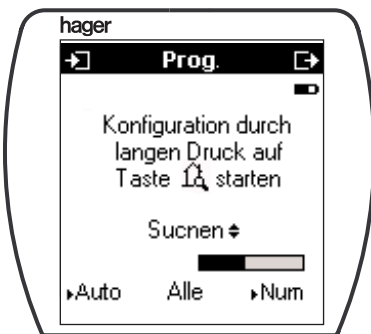 hager
Prog.
Konfiguration durch
langen Druck auf
Taste starten
Sucnen
Auto Alle Num